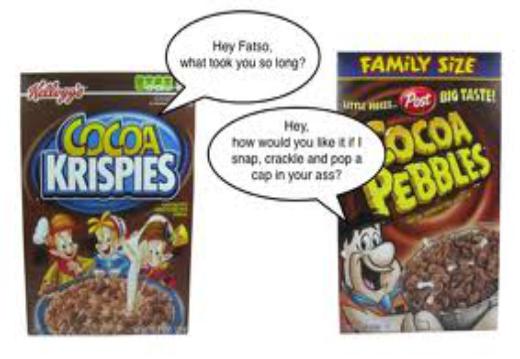 Hey Fatso,
what took you so long?
FAMILY SIZE
Kellogg's
LITTLE PIECES... Post BIG TASTE!
Hey,
how would you like it if I
snap, crackle and pop a
cap in your ass?
COCOA
KRISPIES
COCOA
PEBBLES